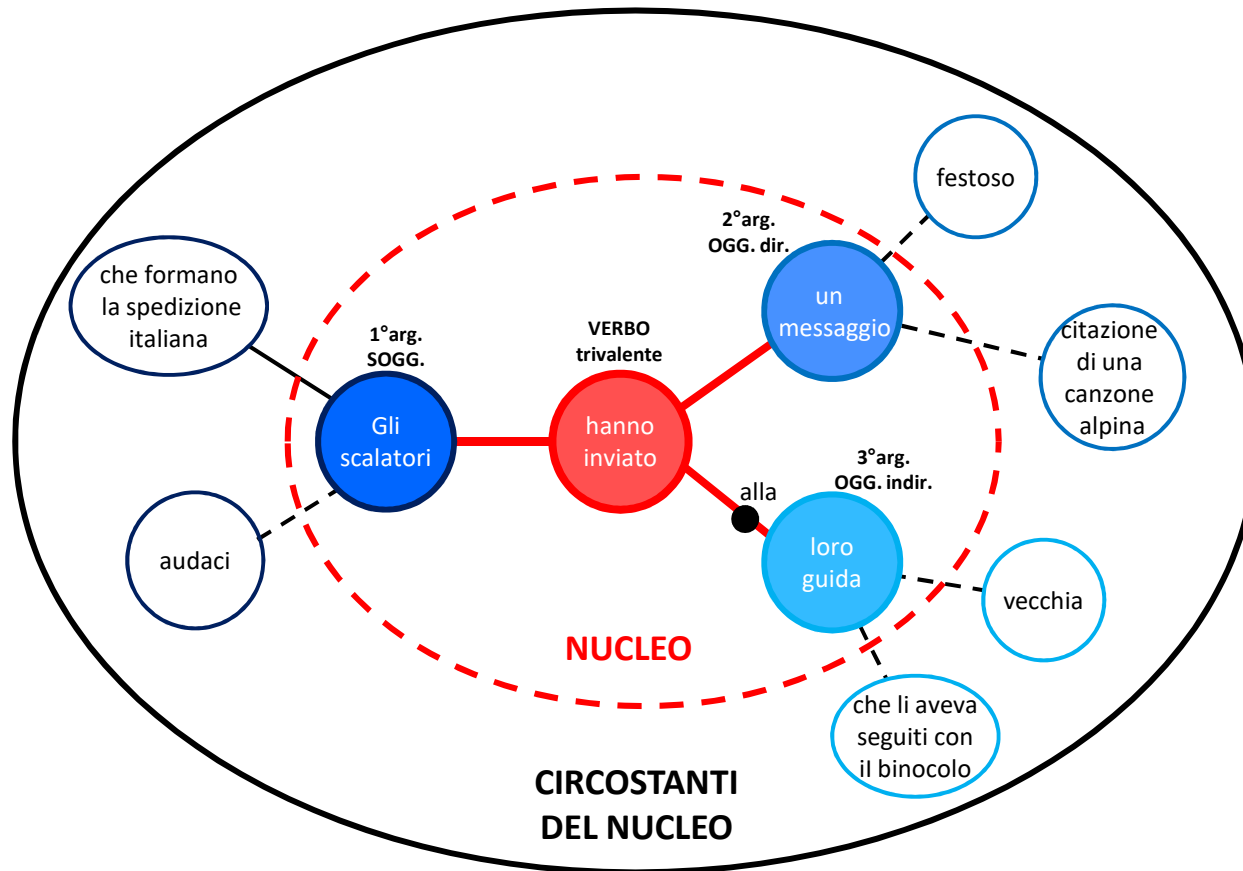 festoso
2°arg.
OGG. dir.
che formano
la spedizione
italiana
un
messaggio
1°arg.
SOGG.
VERBO
trivalente
citazione
di una
canzone
alpina
Gli
scalatori
hanno
inviato
3°arg.
OGG. indir.
alla
audaci
loro
guida
vecchia
NUCLEO
che li aveva
seguiti con
il binocolo
CIRCOSTANTI
DEL NUCLEO